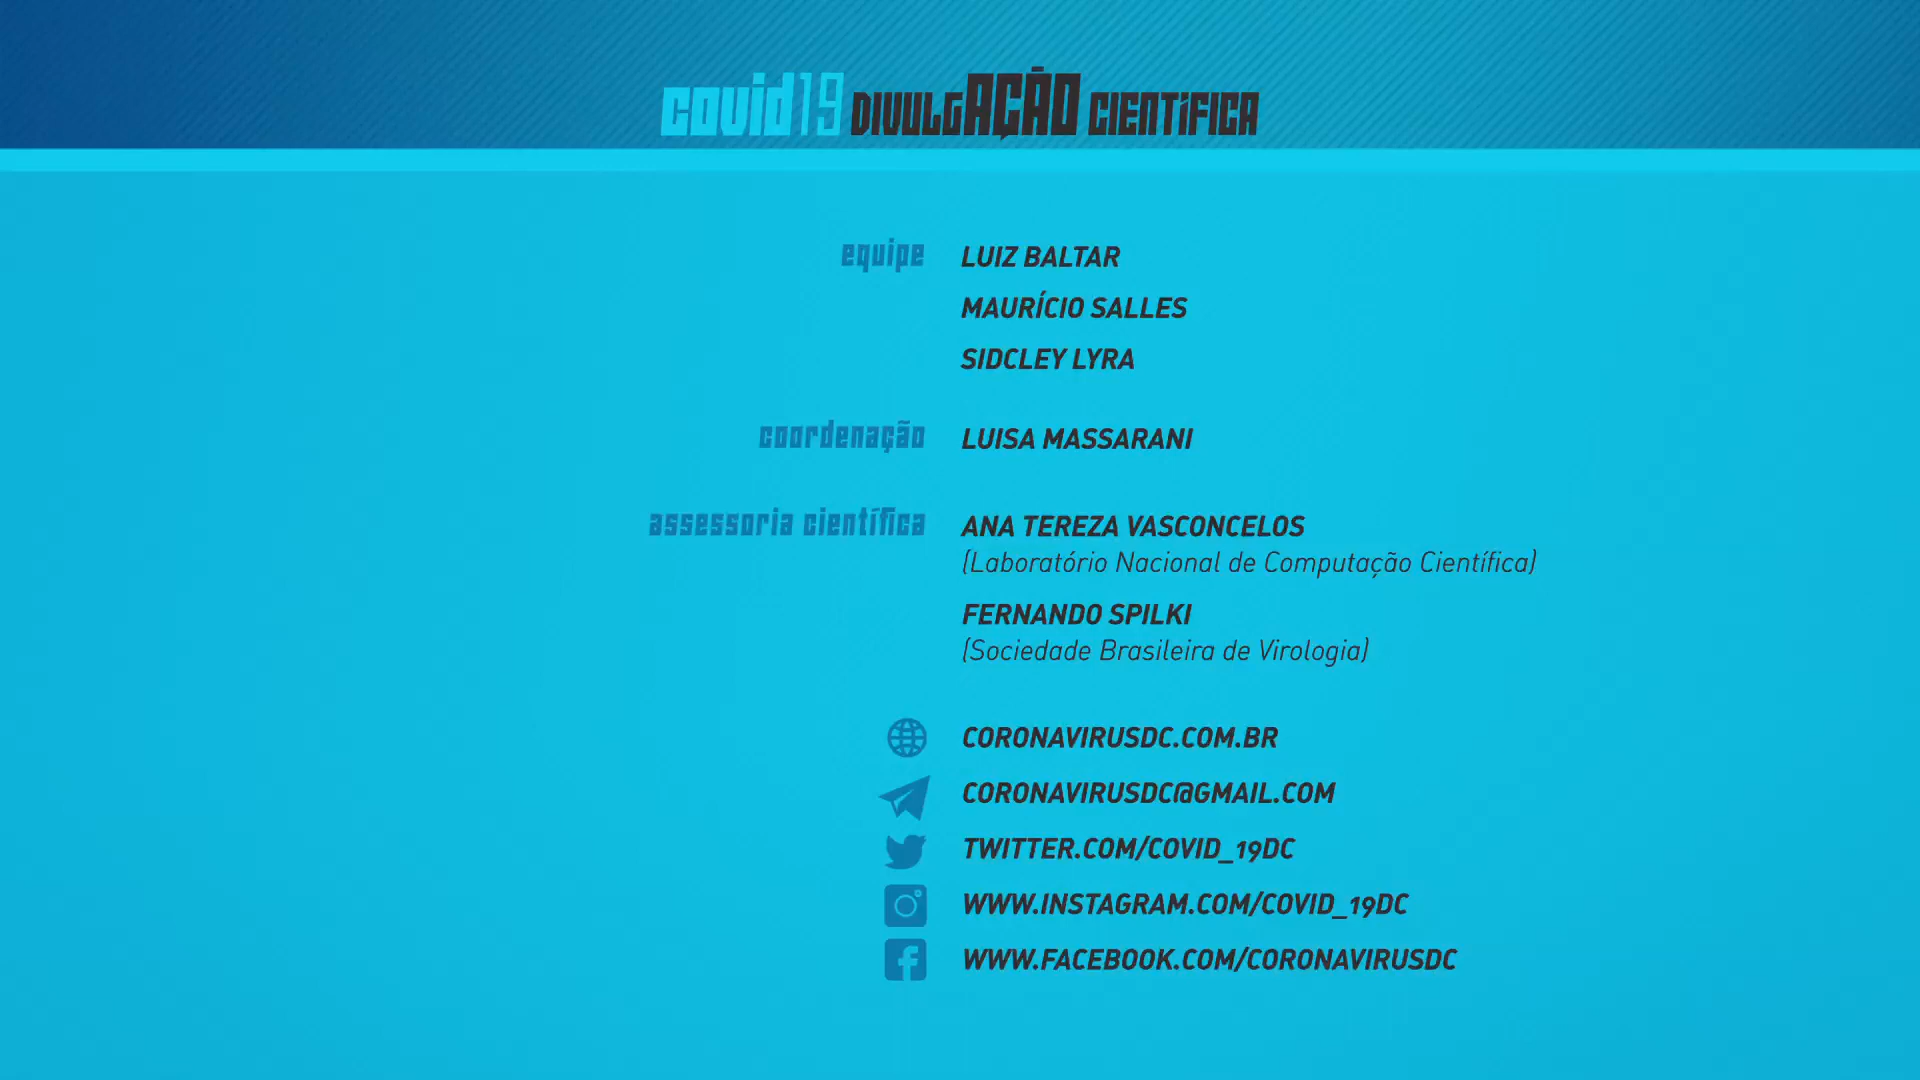 covid19 DIVULGAÇÃO CIENTÍFICA
equipe LUIZ BALTAR
MAURÍCIO SALLES
SIDCLEY LYRA
coordenação LUISA MASSARANI
assessoria científica ANA TEREZA VASCONCELOS
(Laboratório Nacional de Computação Científica)
FERNANDO SPILKI
(Sociedade Brasileira de Virologia)
CORONAVIRUSDC.COM.BR
CORONAVIRUSDC@GMAIL.COM
TWITTER.COM/COVID_19DC
WWW.INSTAGRAM.COM/COVID_19DC
WWW.FACEBOOK.COM/CORONAVIRUSDC